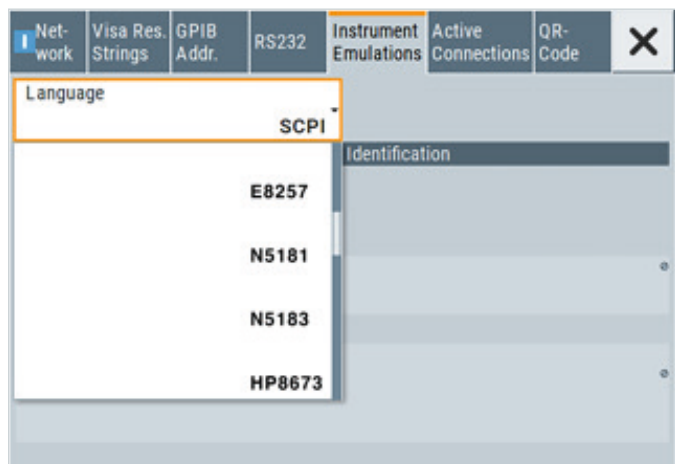 Net-
work
Visa Res.
Strings
GPIB
Addr.
RS232
Instrument
Emulations
Active
Connections
QR-
Code
Language
SCPI
Identification
E8257
N5181
N5183
HP8673